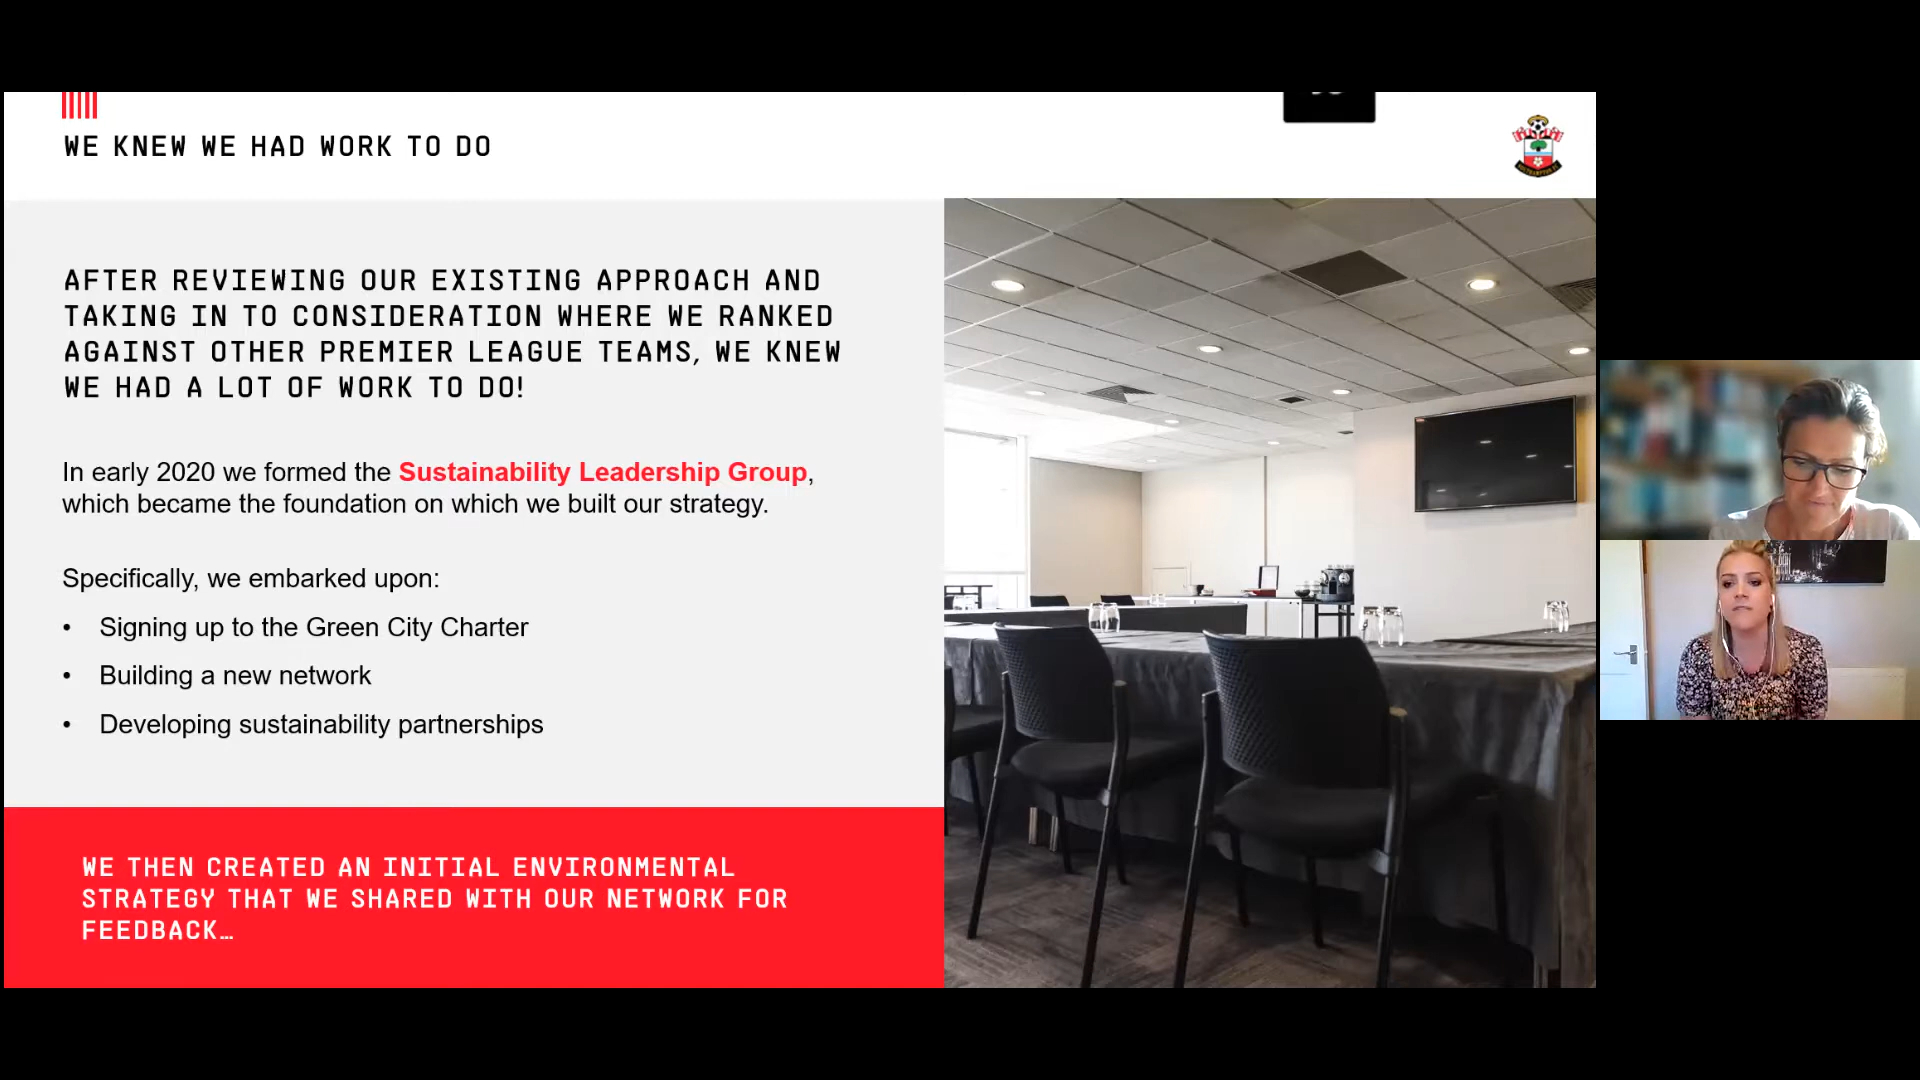 WE KNEW WE HAD WORK TO DO
AFTER REVIEWING OUR EXISTING APPROACH AND
TAKING IN TO CONSIDERATION WHERE WE RANKED
AGAINST OTHER PREMIER LEAGUE TEAMS, WE KNEW
WE HAD A LOT OF WORK TO DO!
In early 2020 we formed the Sustainability Leadership Group,
which became the foundation on which we built our strategy.
Specifically, we embarked upon:
• Signing up to the Green City Charter
• Building a new network
• Developing sustainability partnerships
WE THEN CREATED AN INITIAL ENVIRONMENTAL
STRATEGY THAT WE SHARED WITH OUR NETWORK FOR
FEEDBACK…